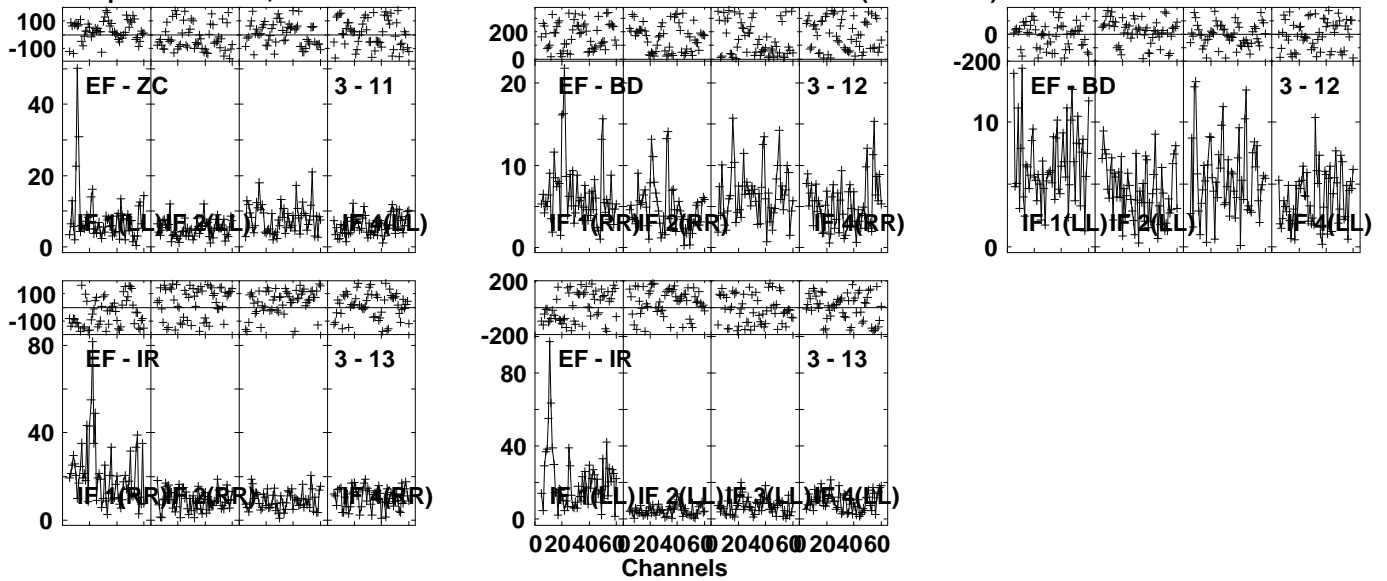 100
-100
EF - ZC
3 - 11
40
20
0
IF 1(LL) IF 2(LL)
IF 4(LL)
200
0
EF - BD
3 - 12
20
10
0
IF 1(RR) IF 2(RR)
IF 4(RR)
0
-200
EF - BD
3 - 12
10
0
IF 1(LL) IF 2(LL)
IF 4(LL)
100
-100
EF - IR
3 - 13
80
40
0
IF 1(RR) IF 2(RR)
IF 4(RR)
200
-200
EF - IR
3 - 13
80
40
0
IF 1(LL) IF 2(LL) IF 3(LL) IF 4(LL)
0 20 40 60 0 20 40 60 0 20 40 60 0 20 40 60
Channels